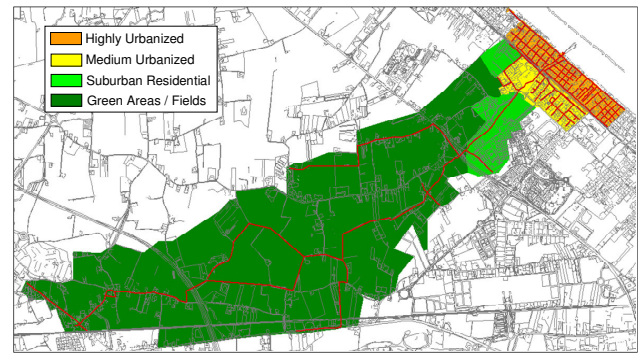 Highly Urbanized
Medium Urbanized
Suburban Residential
Green Areas / Fields